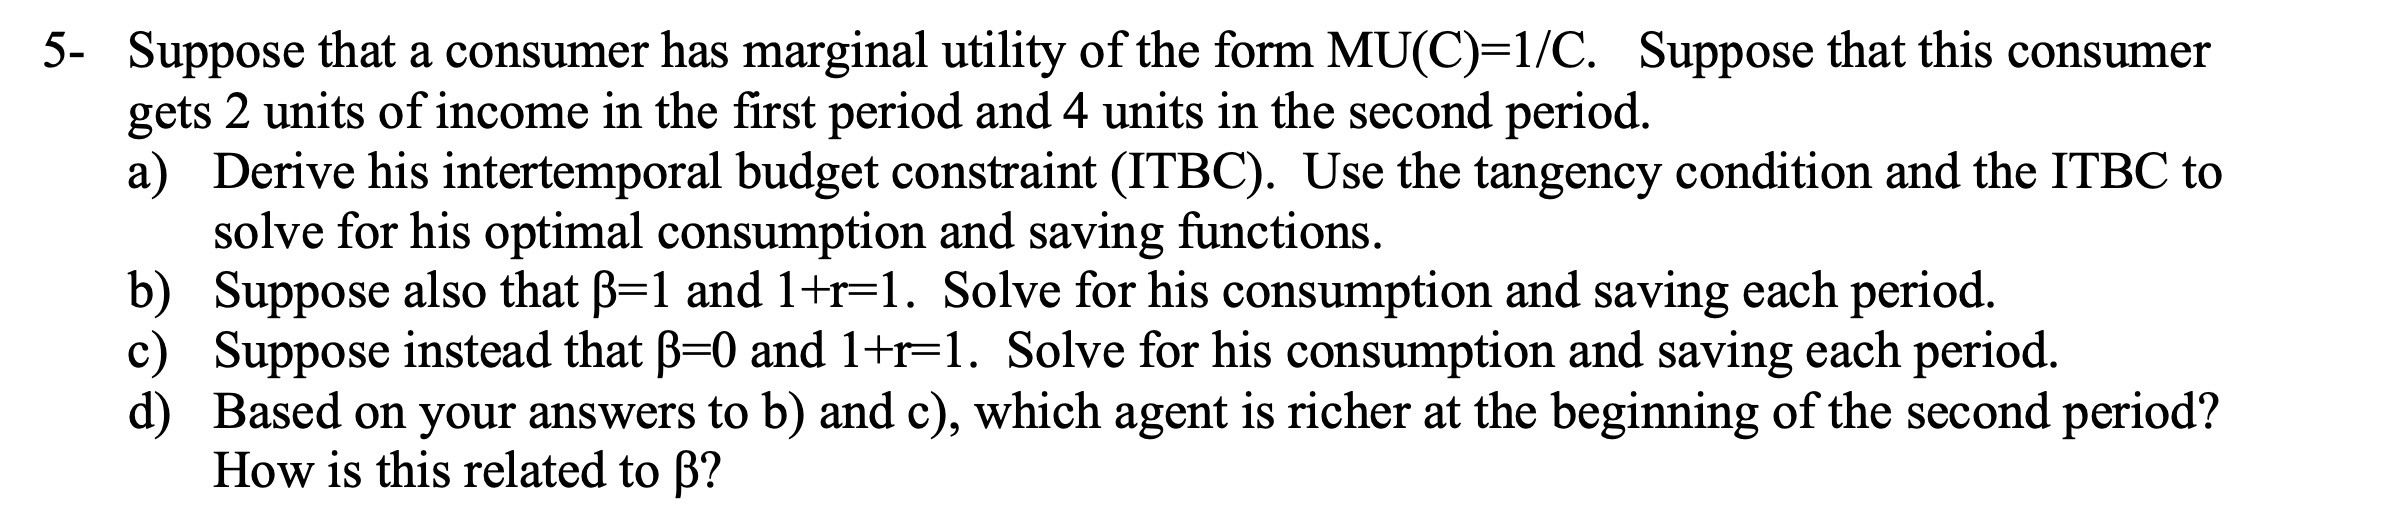 5- Suppose that a consumer has marginal utility of the form MU(C)=1/C. Suppose that this consumer
gets 2 units of income in the first period and 4 units in the second period.
a) Derive his intertemporal budget constraint (ITBC). Use the tangency condition and the ITBC to
solve for his optimal consumption and saving functions.
b) Suppose also that β=1 and 1+r=1. Solve for his consumption and saving each period.
c) Suppose instead that β=0 and 1+r=1. Solve for his consumption and saving each period.
d) Based on your answers to b) and c), which agent is richer at the beginning of the second period?
How is this related to β?